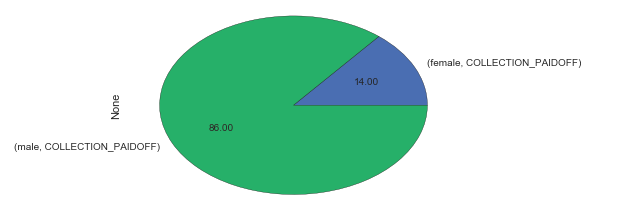 (female, COLLECTION_PAIDOFF)
14.00
None
86.00
(male, COLLECTION_PAIDOFF)